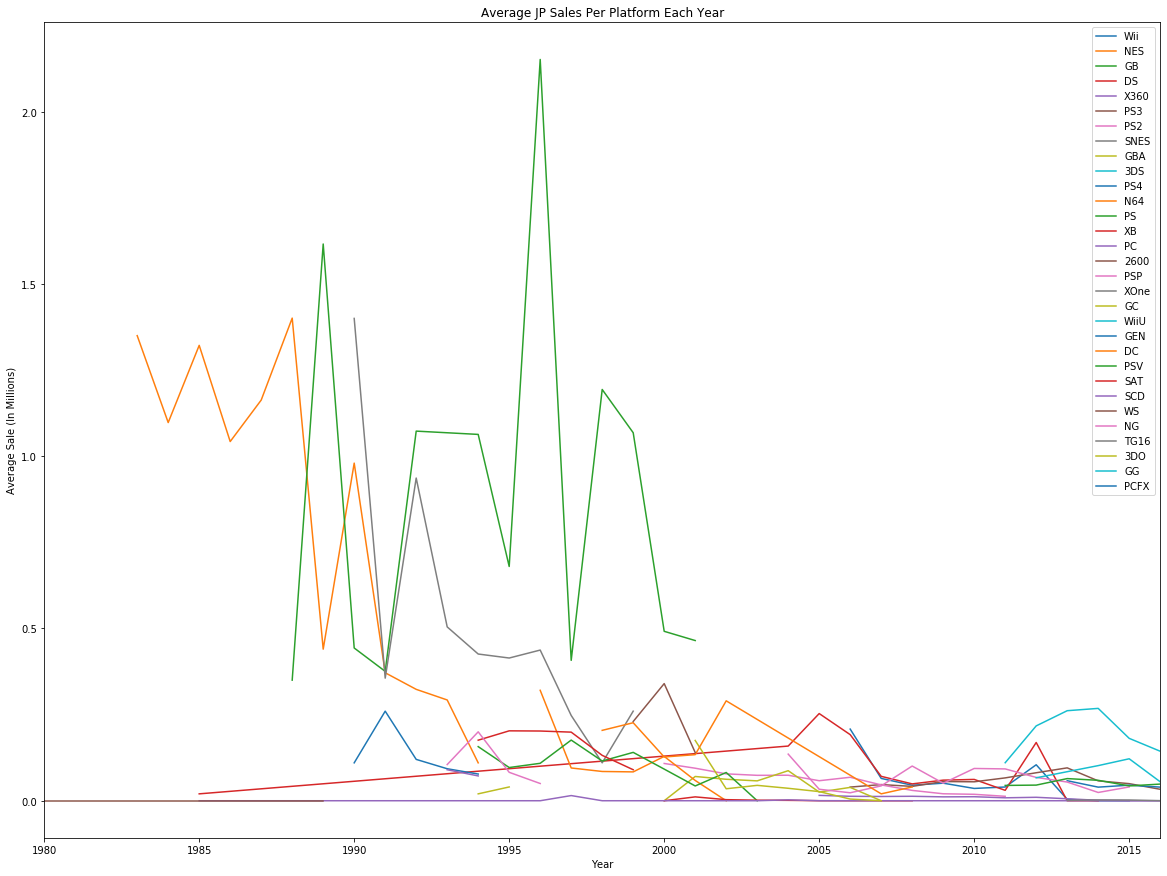 Average JP Sales Per Platform Each Year
Wii
NES
GB
DS
X360
PS3
PS2
SNES
GBA
3DS
PS4
N64
PS
XB
PC
2600
PSP
XOne
GC
WiiU
GEN
DC
PSV
SAT
SCD
WS
NG
TG16
3DO
GG
PCFX
Average Sale (In Millions)
2.0
1.5
1.0
0.5
0.0
1980 1985 1990 1995 2000 2005 2010 2015
Year